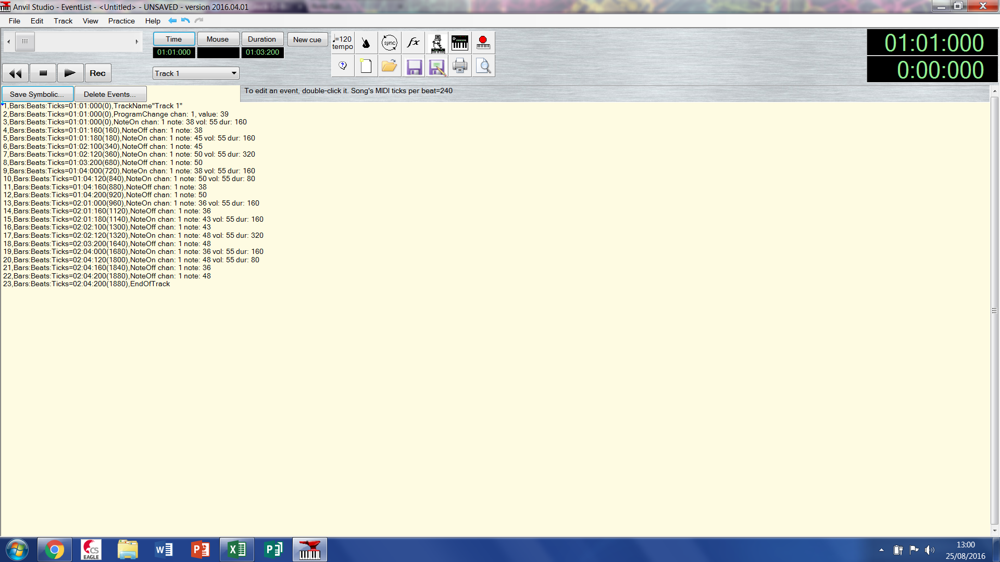 Anvil Studio - EventList - <Untitled> - UNSAVED - version 2016.04.01
File Edit Track View Practice Help
Time Mouse Duration New cue
01:01:000 01:03:200
♩=120
tempo
sync
fx
01:01:000
0:00:000
Rec
Track 1
Save Symbolic... Delete Events...
To edit an event, double-click it. Song's MIDI ticks per beat=240
1,Bars:Beats:Ticks=01:01:000(0),TrackName"Track 1"
2,Bars:Beats:Ticks=01:01:000(0),ProgramChange chan: 1, value: 39
3,Bars:Beats:Ticks=01:01:000(0),NoteOn chan: 1 note: 38 vol: 55 dur: 160
4,Bars:Beats:Ticks=01:01:160(160),NoteOff chan: 1 note: 38
5,Bars:Beats:Ticks=01:01:180(180),NoteOn chan: 1 note: 45 vol: 55 dur: 160
6,Bars:Beats:Ticks=01:02:100(340),NoteOff chan: 1 note: 45
7,Bars:Beats:Ticks=01:02:120(360),NoteOn chan: 1 note: 50 vol: 55 dur: 320
8,Bars:Beats:Ticks=01:03:200(680),NoteOff chan: 1 note: 50
9,Bars:Beats:Ticks=01:04:000(720),NoteOn chan: 1 note: 38 vol: 55 dur: 160
10,Bars:Beats:Ticks=01:04:120(840),NoteOn chan: 1 note: 50 vol: 55 dur: 80
11,Bars:Beats:Ticks=01:04:160(880),NoteOff chan: 1 note: 38
12,Bars:Beats:Ticks=01:04:200(920),NoteOff chan: 1 note: 50
13,Bars:Beats:Ticks=02:01:000(960),NoteOn chan: 1 note: 36 vol: 55 dur: 160
14,Bars:Beats:Ticks=02:01:160(1120),NoteOff chan: 1 note: 36
15,Bars:Beats:Ticks=02:01:180(1140),NoteOn chan: 1 note: 43 vol: 55 dur: 160
16,Bars:Beats:Ticks=02:02:100(1300),NoteOff chan: 1 note: 43
17,Bars:Beats:Ticks=02:02:120(1320),NoteOn chan: 1 note: 48 vol: 55 dur: 320
18,Bars:Beats:Ticks=02:03:200(1640),NoteOff chan: 1 note: 48
19,Bars:Beats:Ticks=02:04:000(1680),NoteOn chan: 1 note: 36 vol: 55 dur: 160
20,Bars:Beats:Ticks=02:04:120(1800),NoteOn chan: 1 note: 48 vol: 55 dur: 80
21,Bars:Beats:Ticks=02:04:160(1840),NoteOff chan: 1 note: 36
22,Bars:Beats:Ticks=02:04:200(1880),NoteOff chan: 1 note: 48
23,Bars:Beats:Ticks=02:04:200(1880),EndOfTrack
CS
EAGLE
13:00
25/08/2016